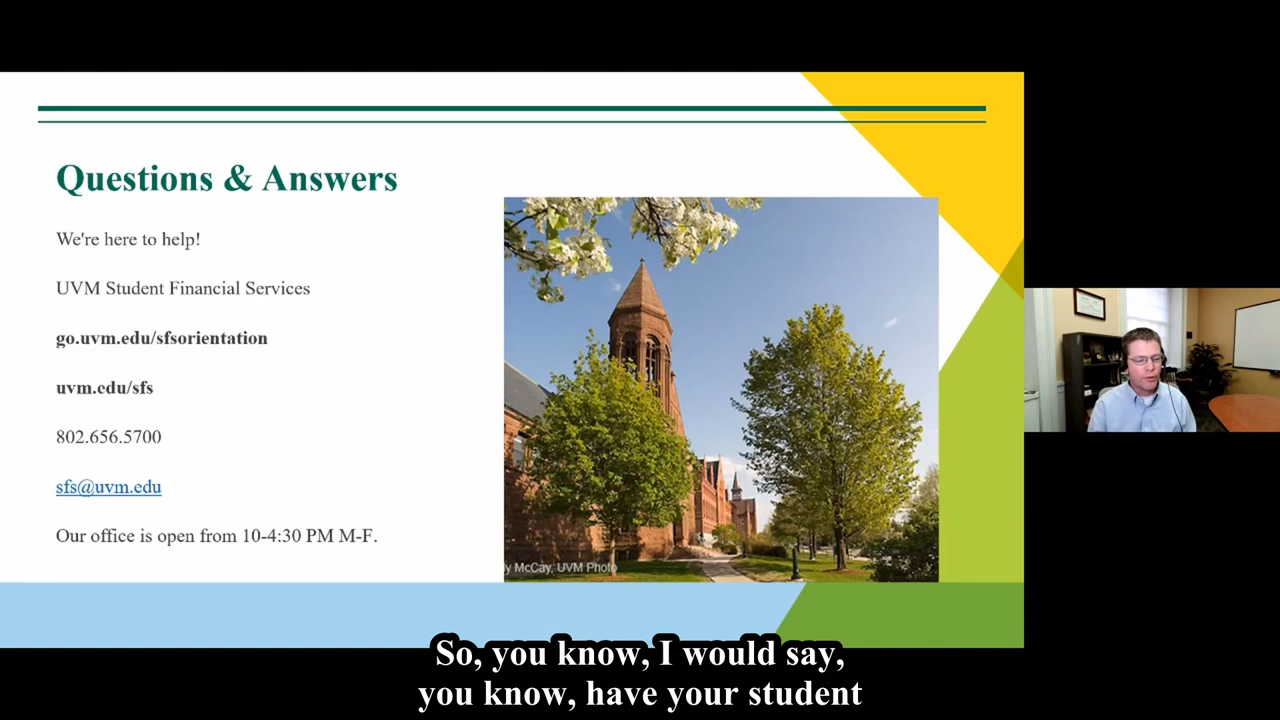 Questions & Answers
We're here to help!
UVM Student Financial Services
go.uvm.edu/sfsorientation
uvm.edu/sfs
802.656.5700
sfs@uvm.edu
Our office is open from 10-4:30 PM M-F.
y McCay, UVM Photo
So, you know, I would say,
you know, have your student